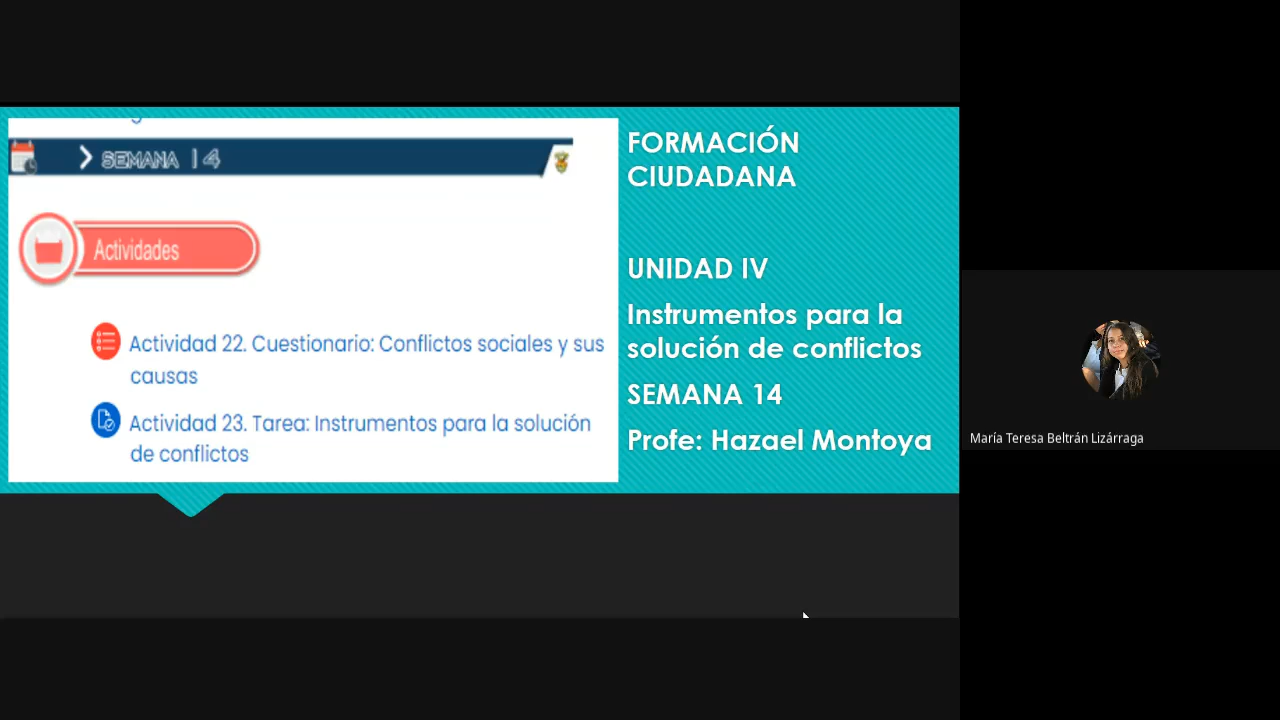 SEMANA 14
Actividades
Actividad 22. Cuestionario: Conflictos sociales y sus
causas
Actividad 23. Tarea: Instrumentos para la solución
de conflictos
FORMACIÓN
CIUDADANA
UNIDAD IV
Instrumentos para la
solución de conflictos
SEMANA 14
Profe: Hazael Montoya
María Teresa Beltrán Lizárraga